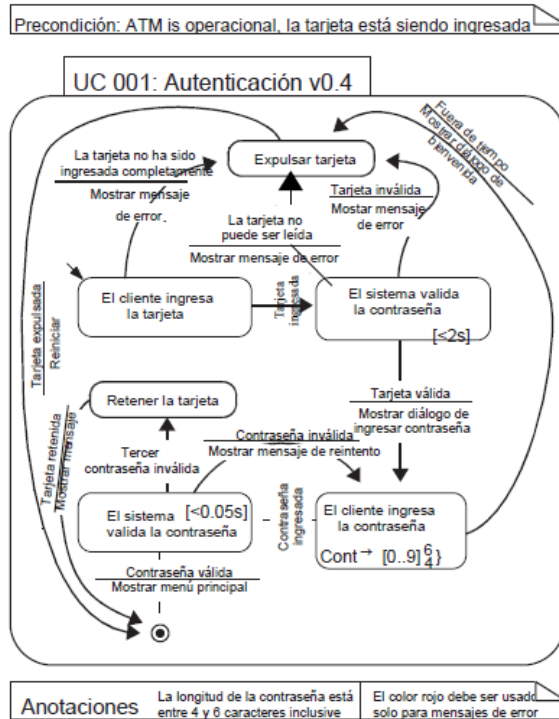 Precondición: ATM is operacional, la tarjeta está siendo ingresada
UC 001: Autenticación v0.4
Fuera de tiempo
Mostrar diálogo de
bienvenida
La tarjeta no ha sido
ingresada completamente
Mostrar mensaje
de error
Expulsar tarjeta
Tarjeta inválida
Mostar mensaje
de error
La tarjeta no
puede ser leída
Mostrar mensaje de error
El cliente ingresa
la tarjeta
Tarjeta
ingresada
El sistema valida
la contraseña
[<2s]
Tarjeta expulsada
Reiniciar
Tarjeta válida
Mostrar diálogo de
ingresar contraseña
Retener la tarjeta
Tarjeta retenida
Mostrar mensaje
Tercer
contraseña inválida
Contraseña inválida
Mostrar mensaje de reintento
El sistema [<0.05s]
valida la contraseña
Contraseña
ingresada
El cliente ingresa
la contraseña
Cont → [0..9] 6
4}
Contraseña válida
Mostrar menú principal
Anotaciones
La longitud de la contraseña está
entre 4 y 6 caracteres inclusive
El color rojo debe ser usado
solo para mensajes de error